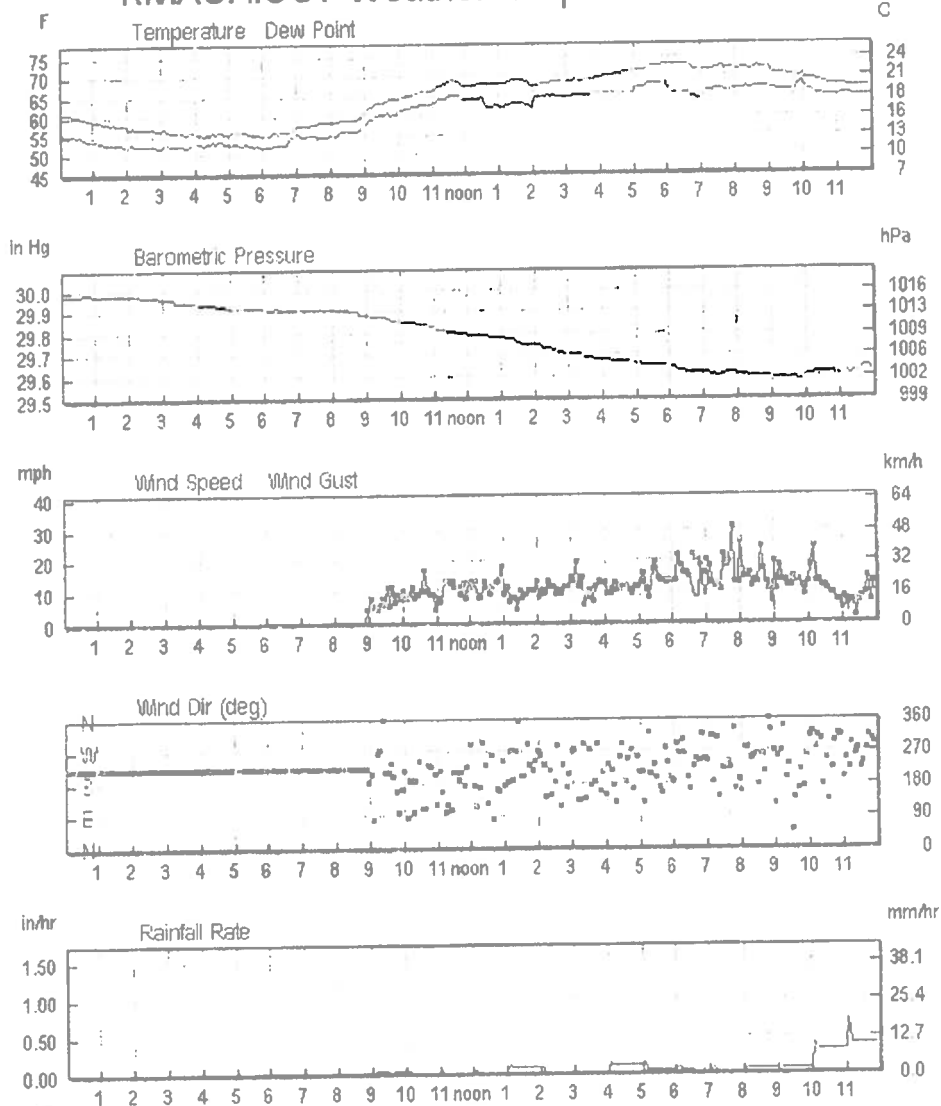 F Temperature Dew Point C
75 24
70 21
65 18
60 16
55 13
50 10
45 7
1 2 3 4 5 6 7 8 9 10 11 noon 1 2 3 4 5 6 7 8 9 10 11
in Hg Barometric Pressure hPa
30.0 1016
29.9 1013
29.8 1009
29.7 1006
29.6 1002
29.5 999
1 2 3 4 5 6 7 8 9 10 11 noon 1 2 3 4 5 6 7 8 9 10 11
mph Wind Speed Wind Gust km/h
40 64
30 48
20 32
10 16
0 0
1 2 3 4 5 6 7 8 9 10 11 noon 1 2 3 4 5 6 7 8 9 10 11
Wind Dir (deg)
N 360
W 270
180
E 90
N 0
1 2 3 4 5 6 7 8 9 10 11 noon 1 2 3 4 5 6 7 8 9 10 11
in/hr Rainfall Rate mm/hr
1.50 38.1
1.00 25.4
0.50 12.7
0.00 0.0
1 2 3 4 5 6 7 8 9 10 11 noon 1 2 3 4 5 6 7 8 9 10 11